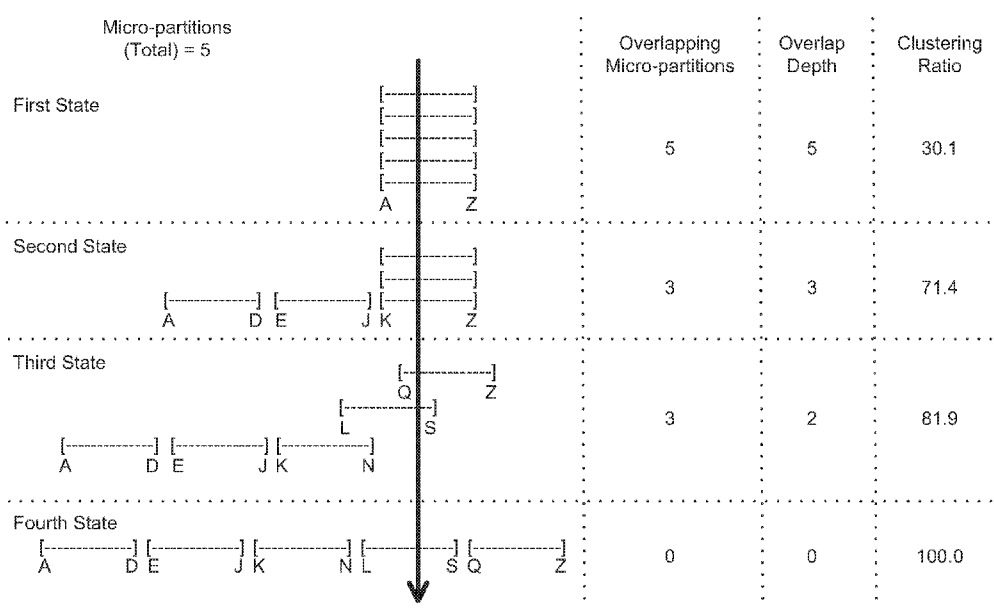 Micro-partitions
(Total) = 5
Overlapping
Micro-partitions
Overlap
Depth
Clustering
Ratio
First State
A Z
5 5 30.1
Second State
A D E J K Z
3 3 71.4
Third State
Q Z
L S
A D E J K N
3 2 81.9
Fourth State
A D E J K N L S Q Z
0 0 100.0